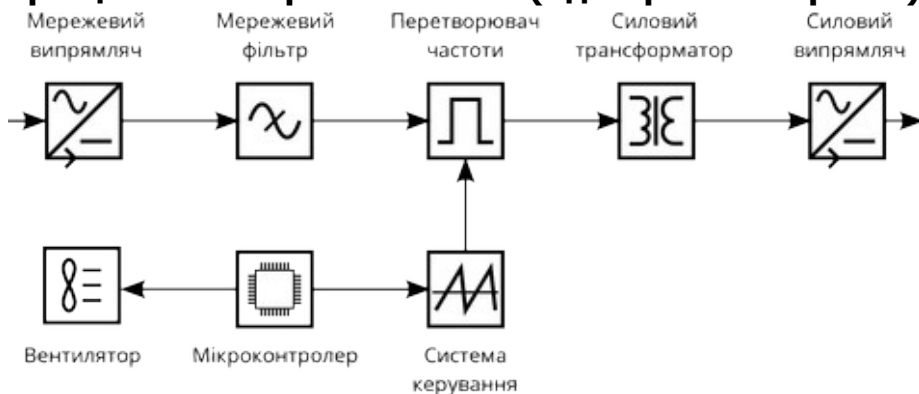 Мережевий
випрямляч
Мережевий
фільтр
Перетворювач
частоти
Силовий
трансформатор
Силовий
випрямляч
Вентилятор
Мікроконтролер
Система
керування